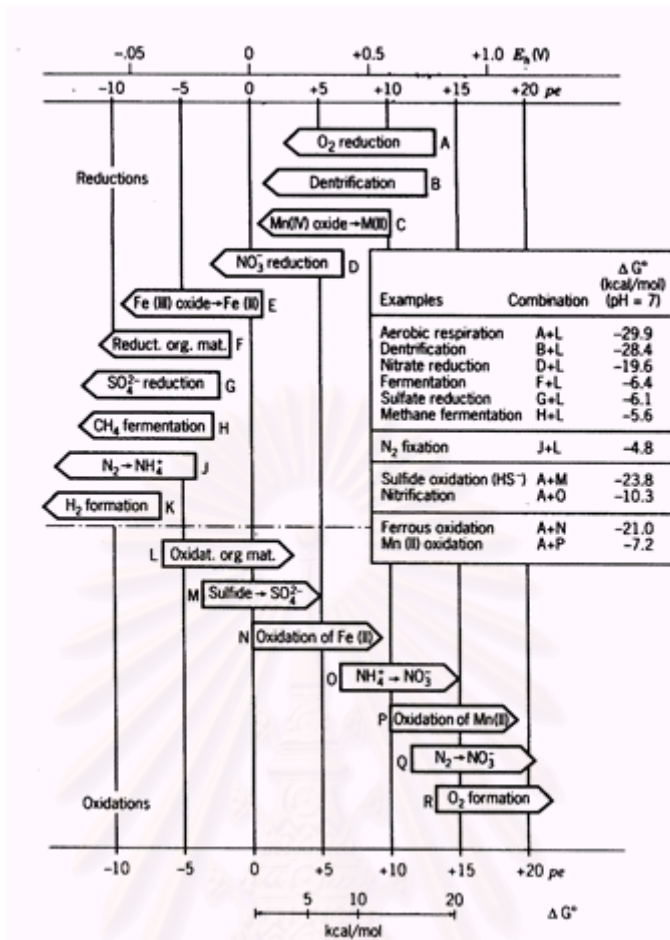 -.05 0 +0.5 +1.0 Eh (V)
-10 -5 0 +5 +10 +15 +20 pe
O2 reduction A
Reductions
Dentrification B
Mn(IV) oxide→M(II) C
NO3- reduction D
Fe (III) oxide→Fe (II) E
Reduct. org. mat. F
SO4^2- reduction G
CH4 fermentation H
N2→NH4+ J
H2 formation K
Examples Combination Δ G° (kcal/mol) (pH = 7)
Aerobic respiration A+L -29.9
Dentrification B+L -28.4
Nitrate reduction D+L -19.6
Fermentation F+L -6.4
Sulfate reduction G+L -6.1
Methane fermentation H+L -5.6
N2 fixation J+L -4.8
Sulfide oxidation (HS-) A+M -23.8
Nitrification A+O -10.3
Ferrous oxidation A+N -21.0
Mn (II) oxidation A+P -7.2
L Oxidat. org mat.
M Sulfide→SO4^2-
N Oxidation of Fe (II)
O NH4+→NO3-
P Oxidation of Mn(II)
Q N2→NO3-
R O2 formation
Oxidations
-10 -5 0 +5 +10 +15 +20 pe
5 10 20 Δ G°
kcal/mol